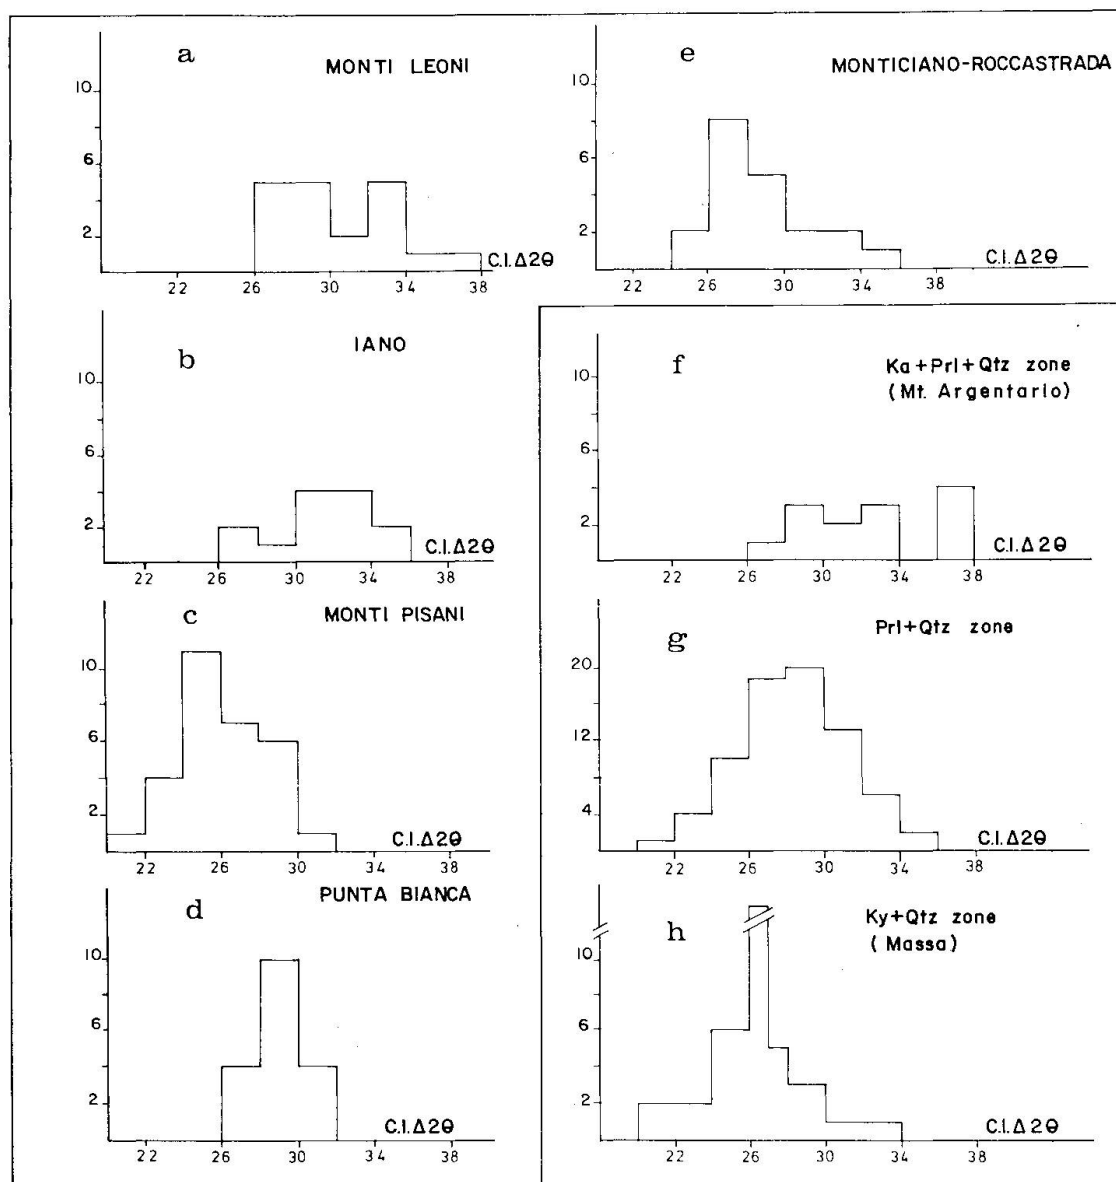 a
MONTI LEONI
10
6
2
C.I.Δ2θ
22 26 30 34 38
b
IANO
10
6
2
C.I.Δ2θ
22 26 30 34 38
c
MONTI PISANI
10
6
2
C.I.Δ2θ
22 26 30 34 38
d
PUNTA BIANCA
10
6
2
C.I.Δ2θ
22 26 30 34 38
e
MONTICIANO-ROCCASTRADA
10
6
2
C.I.Δ2θ
22 26 30 34 38
f
Ka+Prl+Qtz zone
(Mt. Argentario)
10
6
2
C.I.Δ2θ
22 26 30 34 38
g
Prl+Qtz zone
20
12
4
C.I.Δ2θ
22 26 30 34 38
h
Ky+Qtz zone
(Massa)
10
6
2
C.I.Δ2θ
22 26 30 34 38